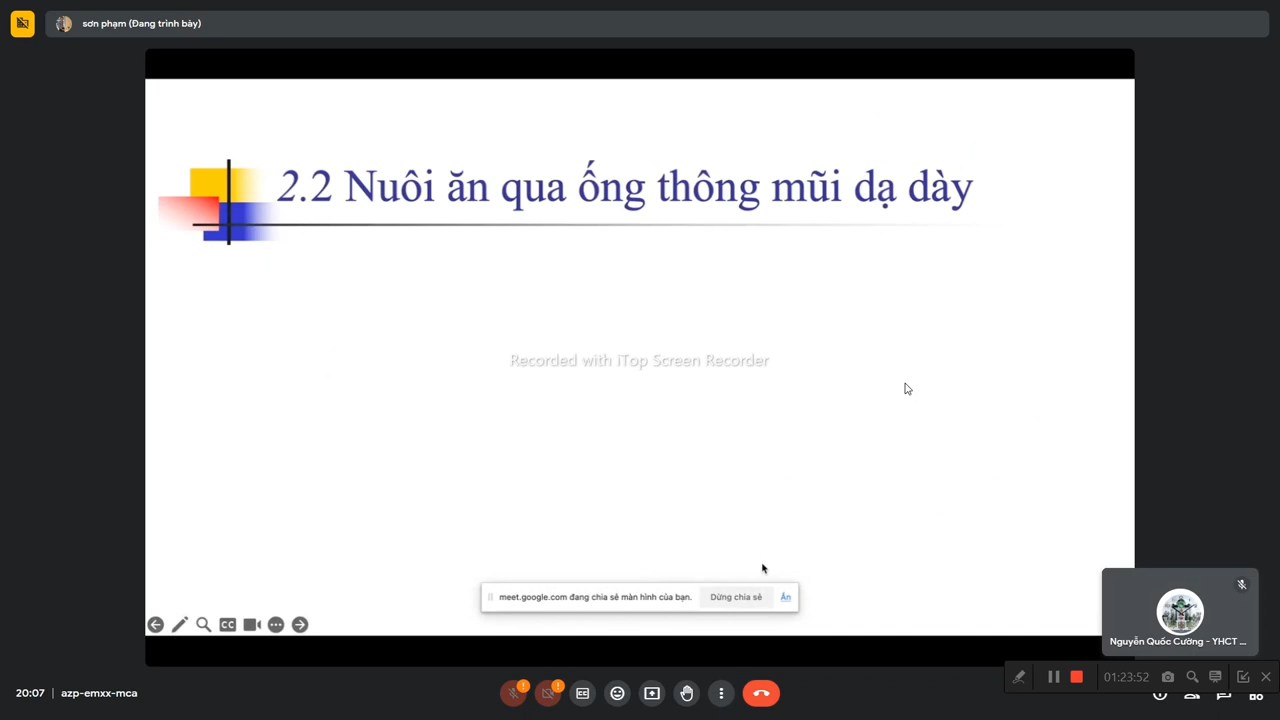 sơn phạm (Đang trình bày)
2.2 Nuôi ăn qua ống thông mũi dạ dày
Recorded with iTop Screen Recorder
meet.google.com đang chia sẻ màn hình của bạn. Dừng chia sẻ Ẩn
CC
Nguyễn Quốc Cường - YHCT ...
20:07 | azp-emxx-mca
01:23:52